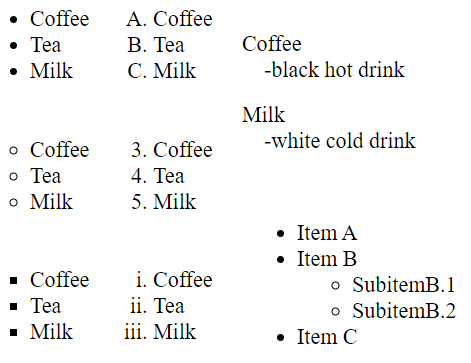 • Coffee
• Tea
• Milk
○ Coffee
○ Tea
○ Milk
■ Coffee
■ Tea
■ Milk
A. Coffee
B. Tea
C. Milk
3. Coffee
4. Tea
5. Milk
i. Coffee
ii. Tea
iii. Milk
Coffee
-black hot drink
Milk
-white cold drink
• Item A
• Item B
○ SubitemB.1
○ SubitemB.2
• Item C